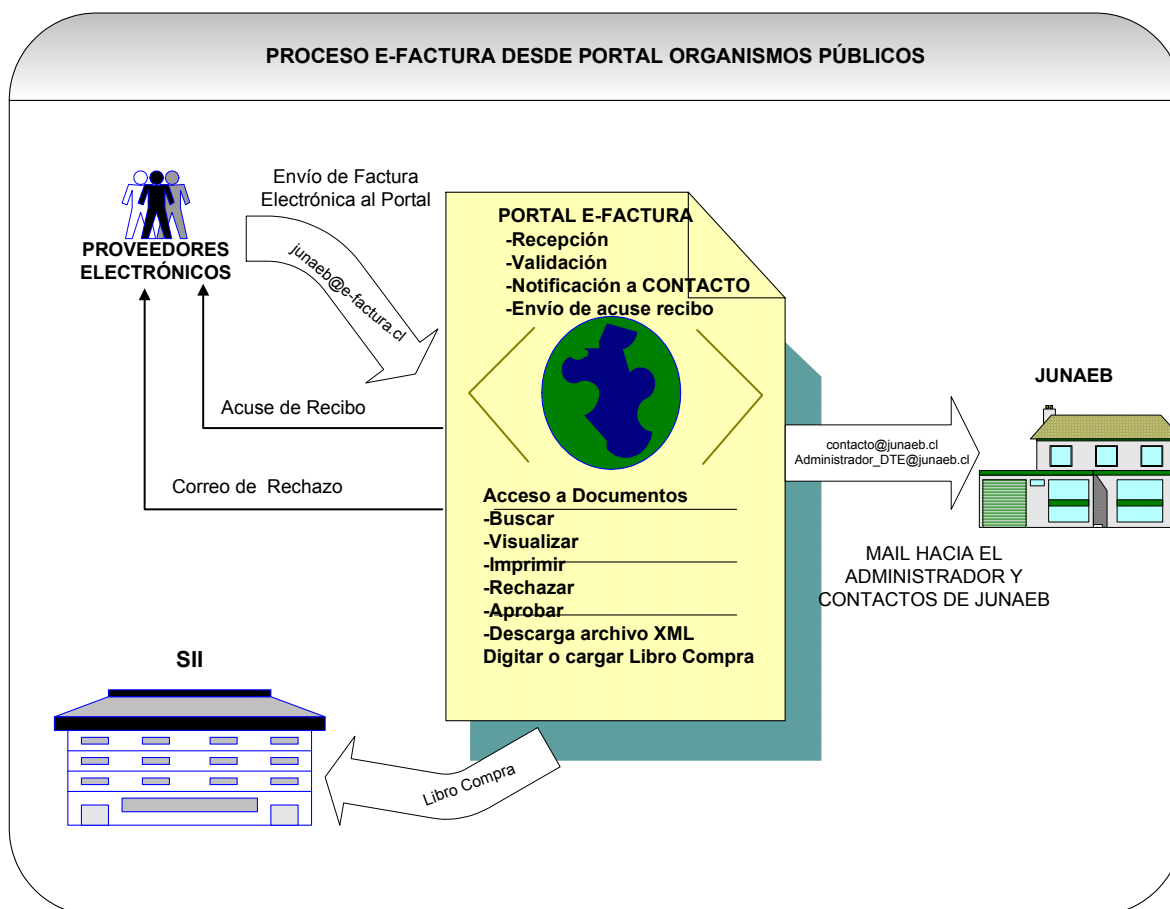 PROCESO E-FACTURA DESDE PORTAL ORGANISMOS PÚBLICOS
Envío de Factura
Electrónica al Portal
PROVEEDORES
ELECTRÓNICOS
junaeb@e-factura.cl
PORTAL E-FACTURA
-Recepción
-Validación
-Notificación a CONTACTO
-Envío de acuse recibo
Acuse de Recibo
Correo de Rechazo
JUNAEB
contacto@junaeb.cl
Administrador_DTE@junaeb.cl
MAIL HACIA EL
ADMINISTRADOR Y
CONTACTOS DE JUNAEB
Acceso a Documentos
-Buscar
-Visualizar
-Imprimir
-Rechazar
-Aprobar
-Descarga archivo XML
Digitar o cargar Libro Compra
SII
Libro Compra